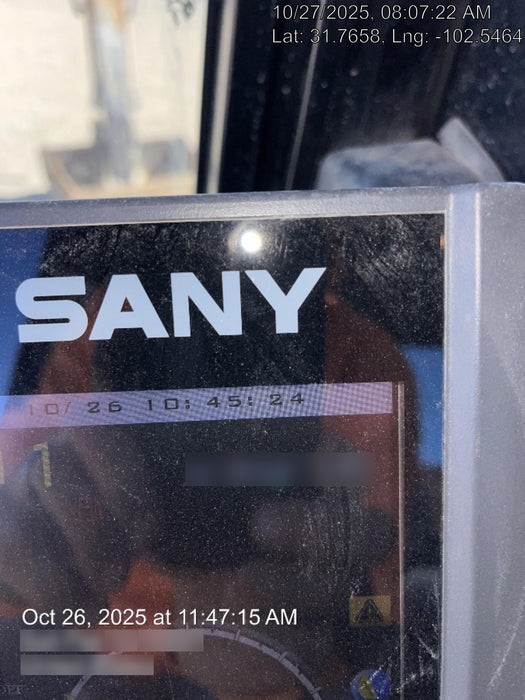 10/27/2025, 08:07:22 AM
Lat: 31.7658, Lng: -102.5464
SANY
10/26 10:45:24
Oct 26, 2025 at 11:47:15 AM